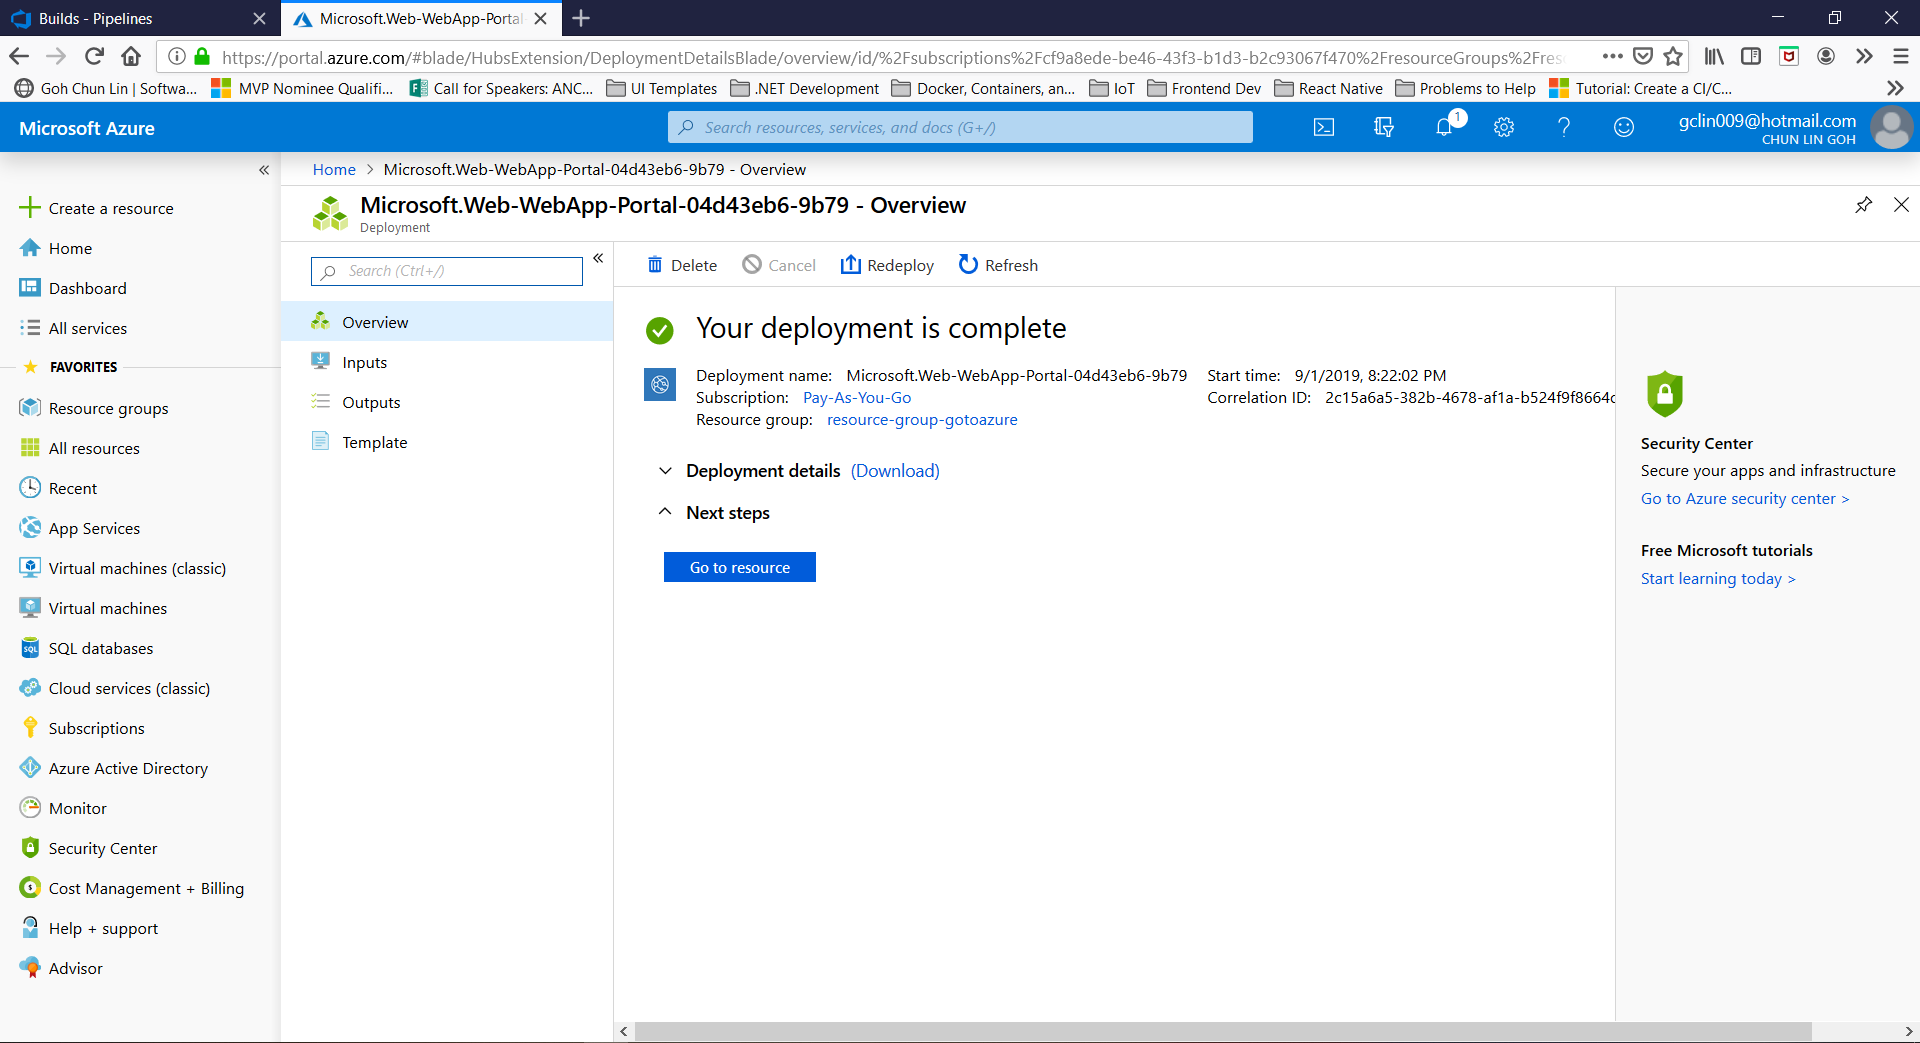 Builds - Pipelines
Microsoft.Web-WebApp-Portal
https://portal.azure.com/#blade/HubsExtension/DeploymentDetailsBlade/overview/id/%2Fsubscriptions%2Fcf9a8ede-be46-43f3-b1d3-b2c93067f470%2FresourceGroups%2Freso
Goh Chun Lin | Softwa...
MVP Nominee Qualifi...
Call for Speakers: ANC...
UI Templates
.NET Development
Docker, Containers, an...
IoT
Frontend Dev
React Native
Problems to Help
Tutorial: Create a CI/C...
Microsoft Azure
Search resources, services, and docs (G+/)
1
gclin009@hotmail.com
CHUN LIN GOH
Home > Microsoft.Web-WebApp-Portal-04d43eb6-9b79 - Overview
Microsoft.Web-WebApp-Portal-04d43eb6-9b79 - Overview
Deployment
Create a resource
Home
Dashboard
All services
FAVORITES
Resource groups
All resources
Recent
App Services
Virtual machines (classic)
Virtual machines
SQL databases
Cloud services (classic)
Subscriptions
Azure Active Directory
Monitor
Security Center
Cost Management + Billing
Help + support
Advisor
Search (Ctrl+/)
Overview
Inputs
Outputs
Template
Delete
Cancel
Redeploy
Refresh
Your deployment is complete
Deployment name: Microsoft.Web-WebApp-Portal-04d43eb6-9b79
Subscription: Pay-As-You-Go
Resource group: resource-group-gotoazure
Start time: 9/1/2019, 8:22:02 PM
Correlation ID: 2c15a6a5-382b-4678-af1a-b524f9f8664c
Deployment details (Download)
Next steps
Go to resource
Security Center
Secure your apps and infrastructure
Go to Azure security center >
Free Microsoft tutorials
Start learning today >